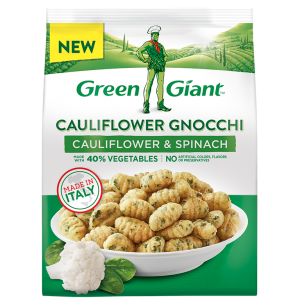 NEW
Green Giant™
CAULIFLOWER GNOCCHI
CAULIFLOWER & SPINACH
MADE WITH 40% VEGETABLES | NO ARTIFICIAL COLORS, FLAVORS OR PRESERVATIVES
MADE IN
ITALY